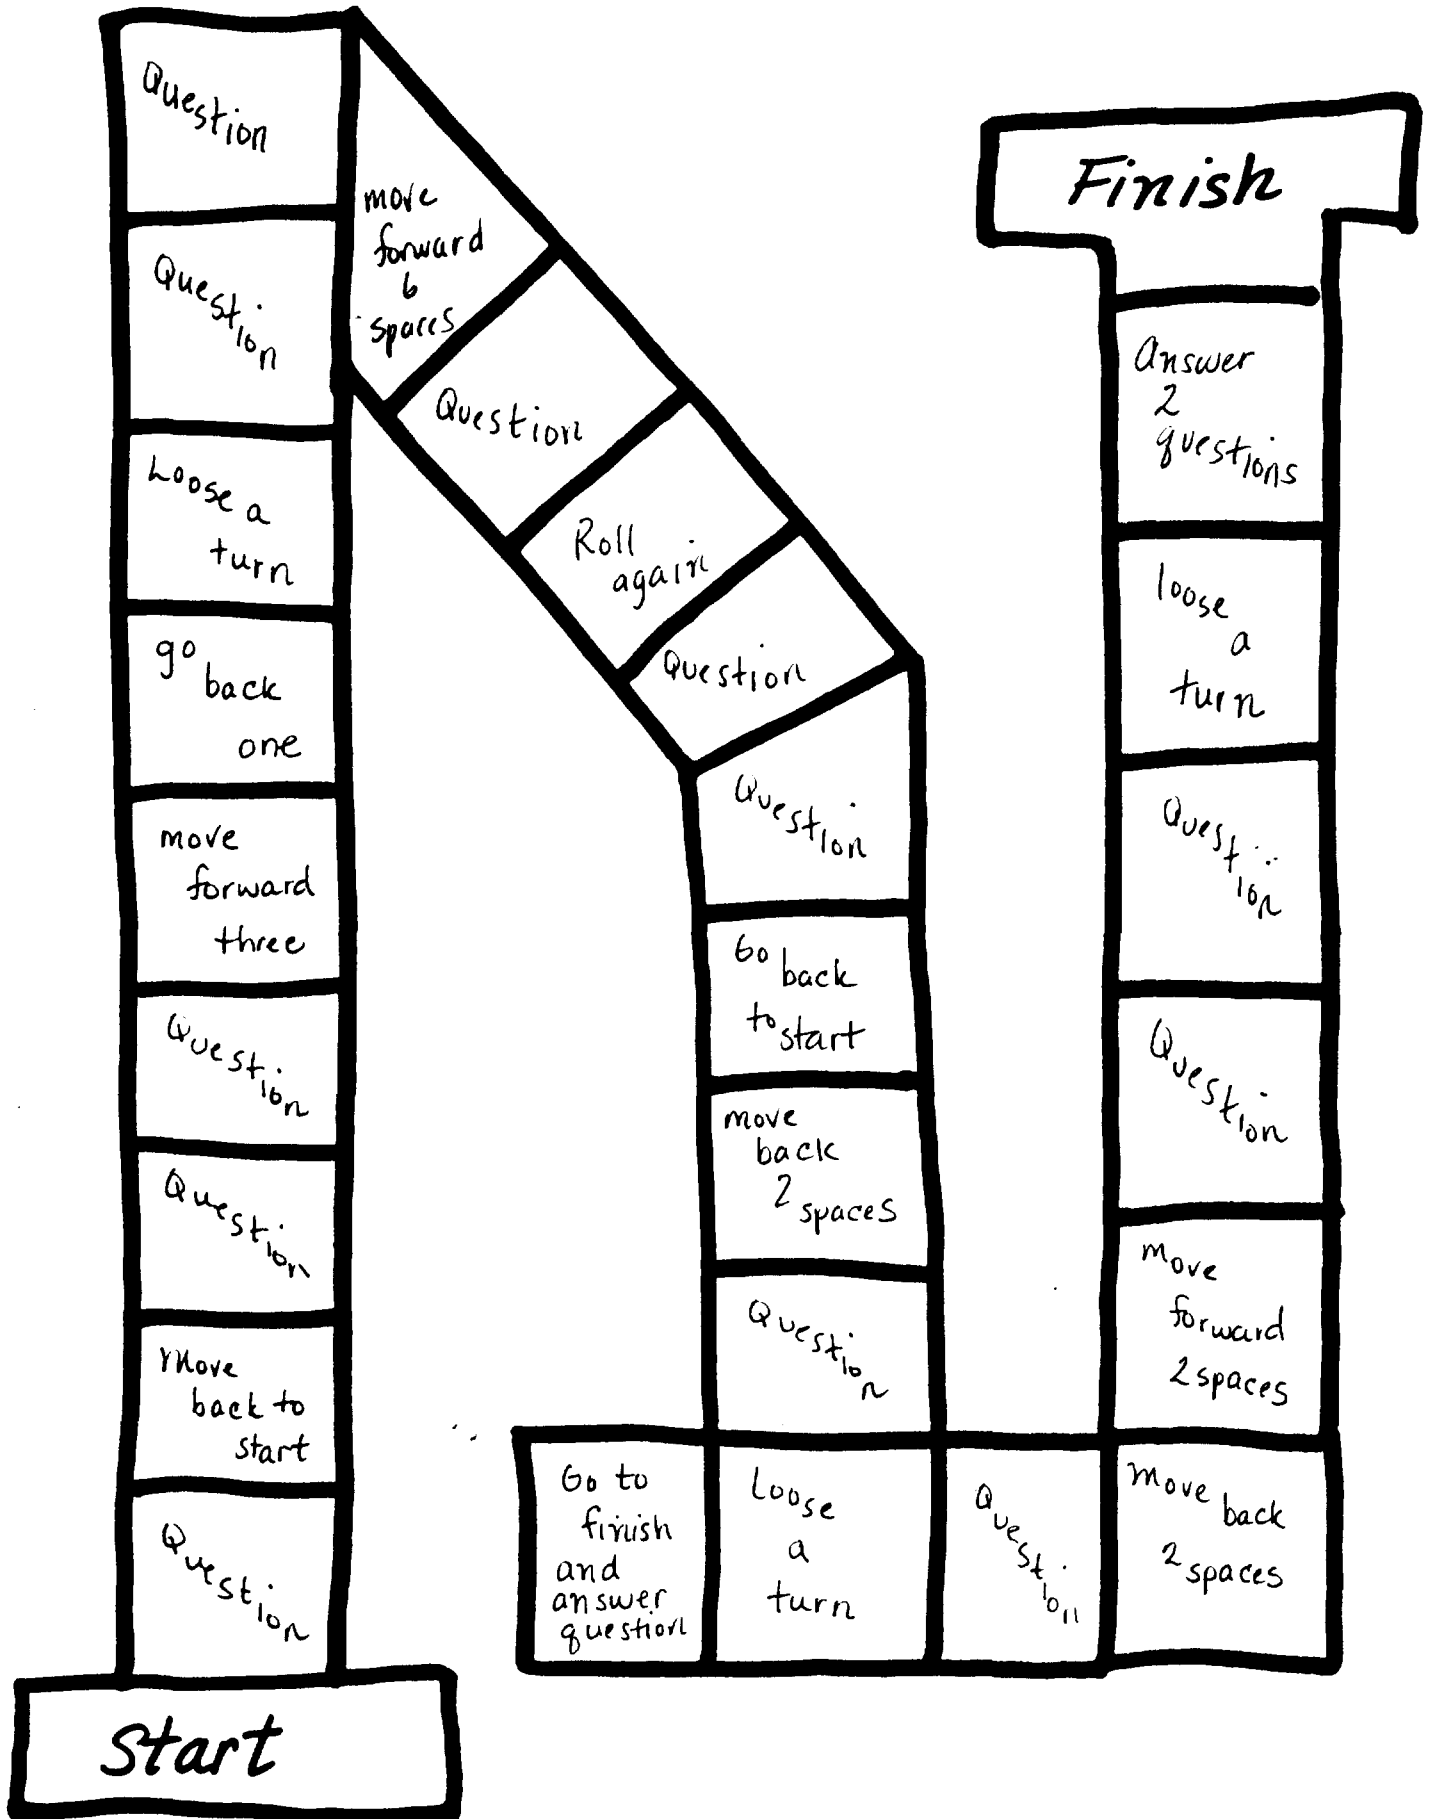 Question
Question
Loose a
turn
go back
one
move
forward
three
Question
Question
Move
back to
start
Question
Start
move
forward
6
spaces
Question
Roll
again
Question
Question
Go back
to start
move
back
2 spaces
Question
Go to
finish
and
answer
question
Loose
a
turn
Question
Move back
2 spaces
Move
forward
2 spaces
Question
Question
loose
a
turn
Answer
2
questions
Finish